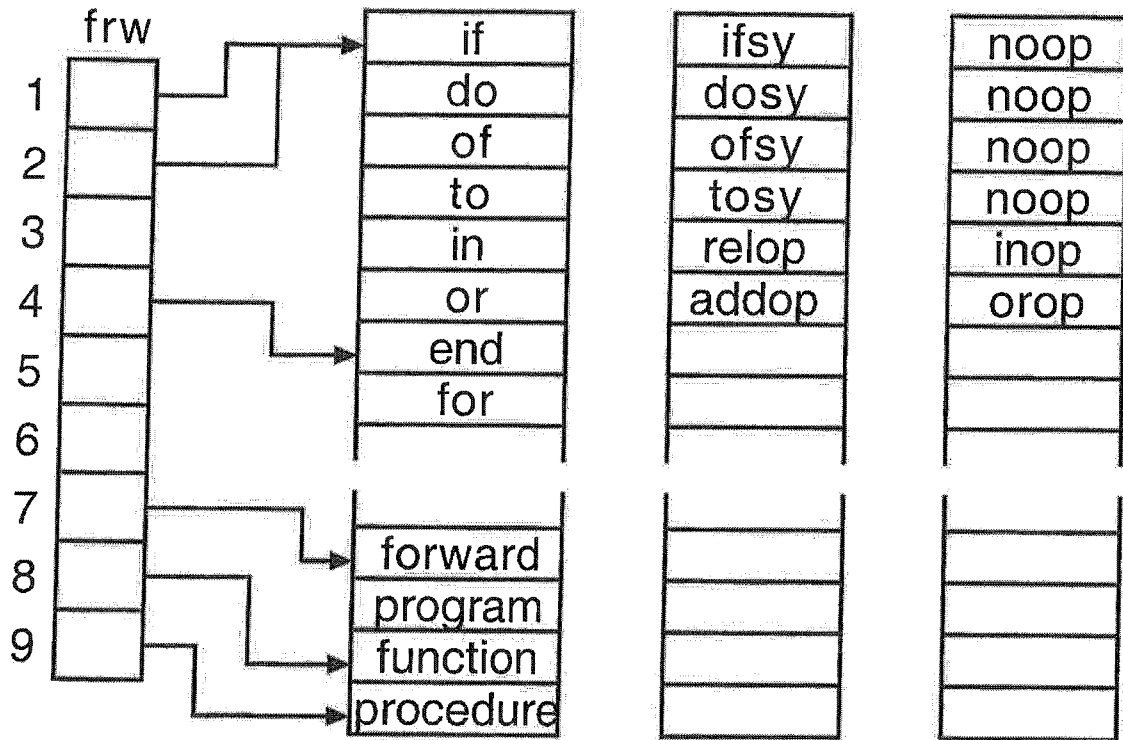 frw
1
2
3
4
5
6
7
8
9
if ifsy noop
do dosy noop
of ofsy noop
to tosy noop
in relop inop
or addop orop
end
for
forward
program
function
procedure